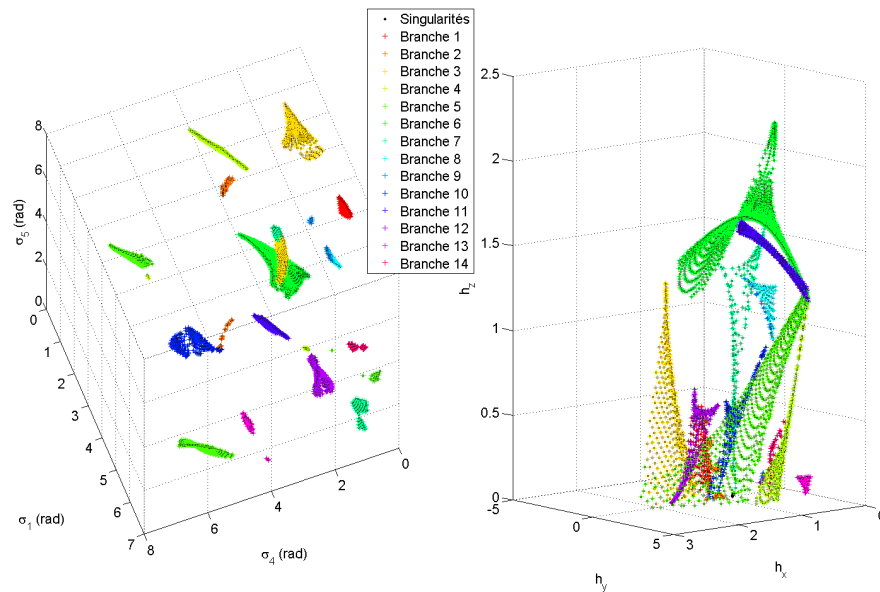 Singularités
Branche 1
Branche 2
Branche 3
Branche 4
Branche 5
Branche 6
Branche 7
Branche 8
Branche 9
Branche 10
Branche 11
Branche 12
Branche 13
Branche 14
8
6
4
2
0
σ5 (rad)
0
1
2
3
4
5
6
7
σ1 (rad)
8
6
4
2
0
σ4 (rad)
2.5
2
1.5
1
0.5
0
hz
-5
0
5
hy
3
2
1
hx